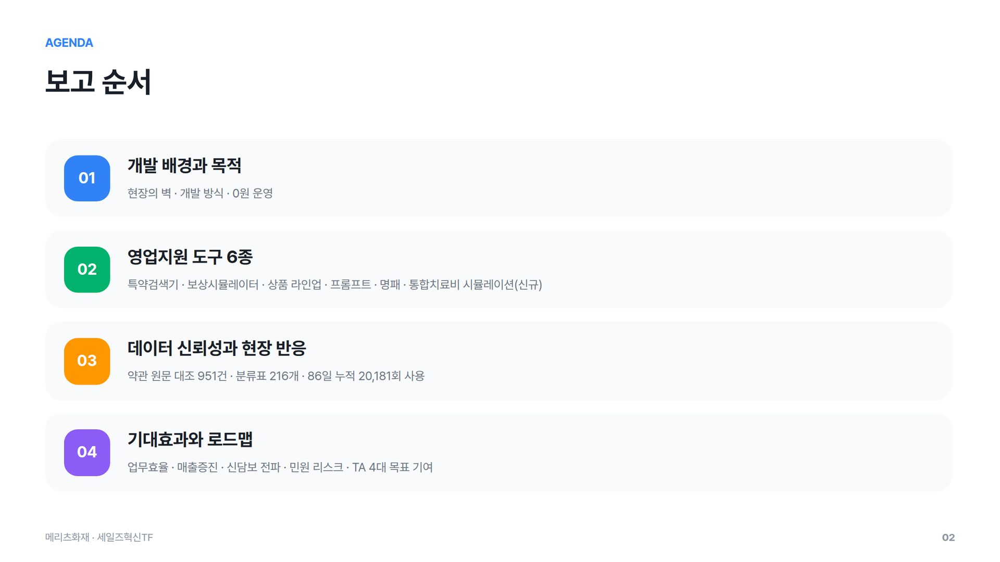 AGENDA
보고 순서
01
개발 배경과 목적
현장의 벽 · 개발 방식 · 0원 운영
02
영업지원 도구 6종
특약검색기 · 보상시뮬레이터 · 상품 라인업 · 프롬프트 · 명패 · 통합치료비 시뮬레이션(신규)
03
데이터 신뢰성과 현장 반응
약관 원문 대조 951건 · 분류표 216개 · 86일 누적 20,181회 사용
04
기대효과와 로드맵
업무효율 · 매출증진 · 신담보 전파 · 민원 리스크 · TA 4대 목표 기여
메리츠화재 · 세일즈혁신TF
02